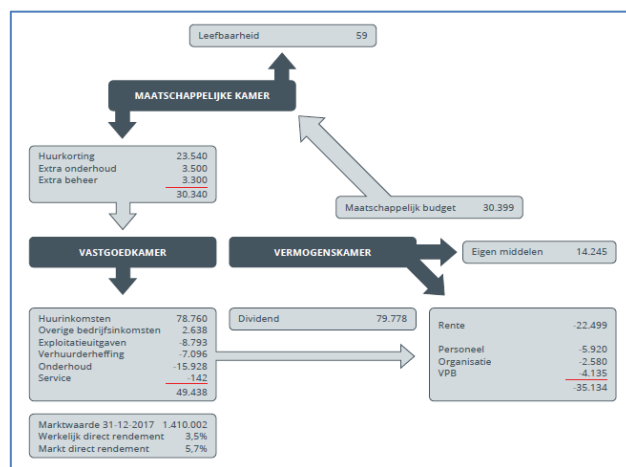 Leefbaarheid 59
MAATSCHAPPELIJKE KAMER
Huurkorting 23.540
Extra onderhoud 3.500
Extra beheer 3.300
30.340
Maatschappelijk budget 30.399
VASTGOEDKAMER
VERMOGENSKAMER
Eigen middelen 14.245
Huurinkomsten 78.760
Overige bedrijfsinkomsten 2.638
Exploitatieuitgaven -8.793
Verhuurderheffing -7.096
Onderhoud -15.928
Service -142
49.438
Dividend 79.778
Rente -22.499
Personeel -5.920
Organisatie -2.580
VPB -4.135
-35.134
Marktwaarde 31-12-2017 1.410.002
Werkelijk direct rendement 3,5%
Markt direct rendement 5,7%